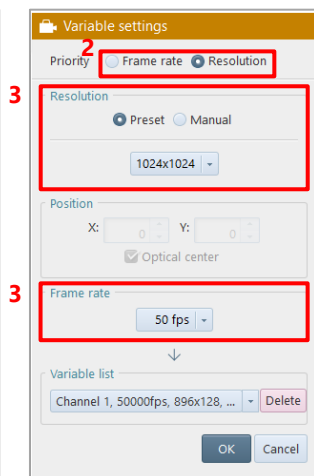 Variable settings
2
Priority Frame rate Resolution
3
Resolution
Preset Manual
1024x1024
Position
X: 0 Y: 0
Optical center
3
Frame rate
50 fps
Variable list
Channel 1, 50000fps, 896x128, ... Delete
OK Cancel